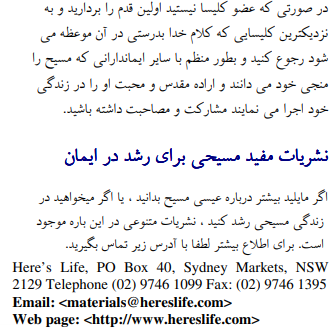 در صورتی که عضو کلیسا نیستید اولین قدم را بردارید و به
نزدیکترین کلیسایی که کلام خدا بدرستی در آن موعظه می
شود رجوع کنید و بطور منظم با سایر ایماندارانی که مسیح را
منجی خود می دانند و اراده مقدس و محبت او را در زندگی
خود اجرا می نمایند مشارکت و مصاحبت داشته باشید.
نشریات مفید مسیحی برای رشد در ایمان
اگر مایلید بیشتر درباره عیسی مسیح بدانید ، یا اگر میخواهید در
زندگی مسیحی رشد کنید ، نشریات متنوعی در این باره موجود
است. برای اطلاع بیشتر لطفا با آدرس زیر تماس بگیرید.
Here's Life, PO Box 40, Sydney Markets, NSW
2129 Telephone (02) 9746 1099 Fax: (02) 9746 1395
Email: <materials@hereslife.com>
Web page: <http://www.hereslife.com>